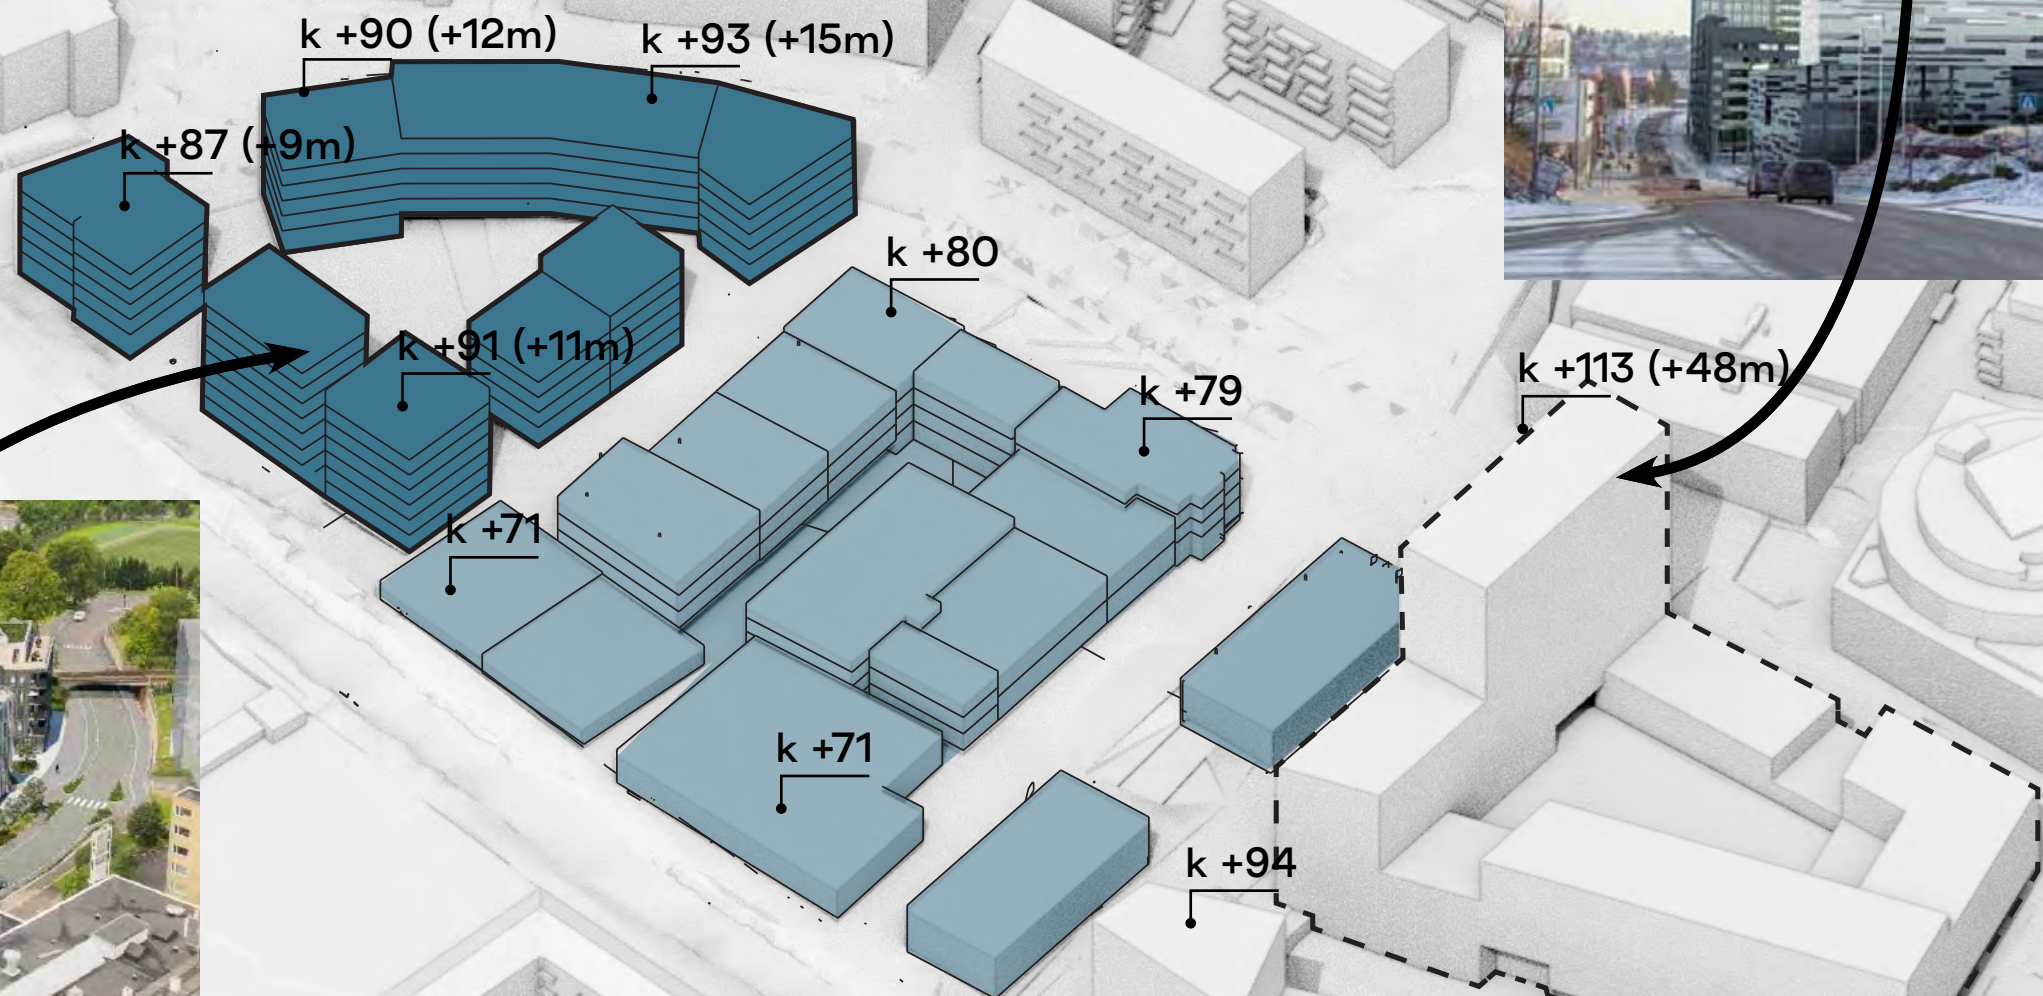 k +90 (+12m)
k +93 (+15m)
k +87 (+9m)
k +80
k +91 (+11m)
k +79
k +113 (+48m)
k +71
k +71
k +94